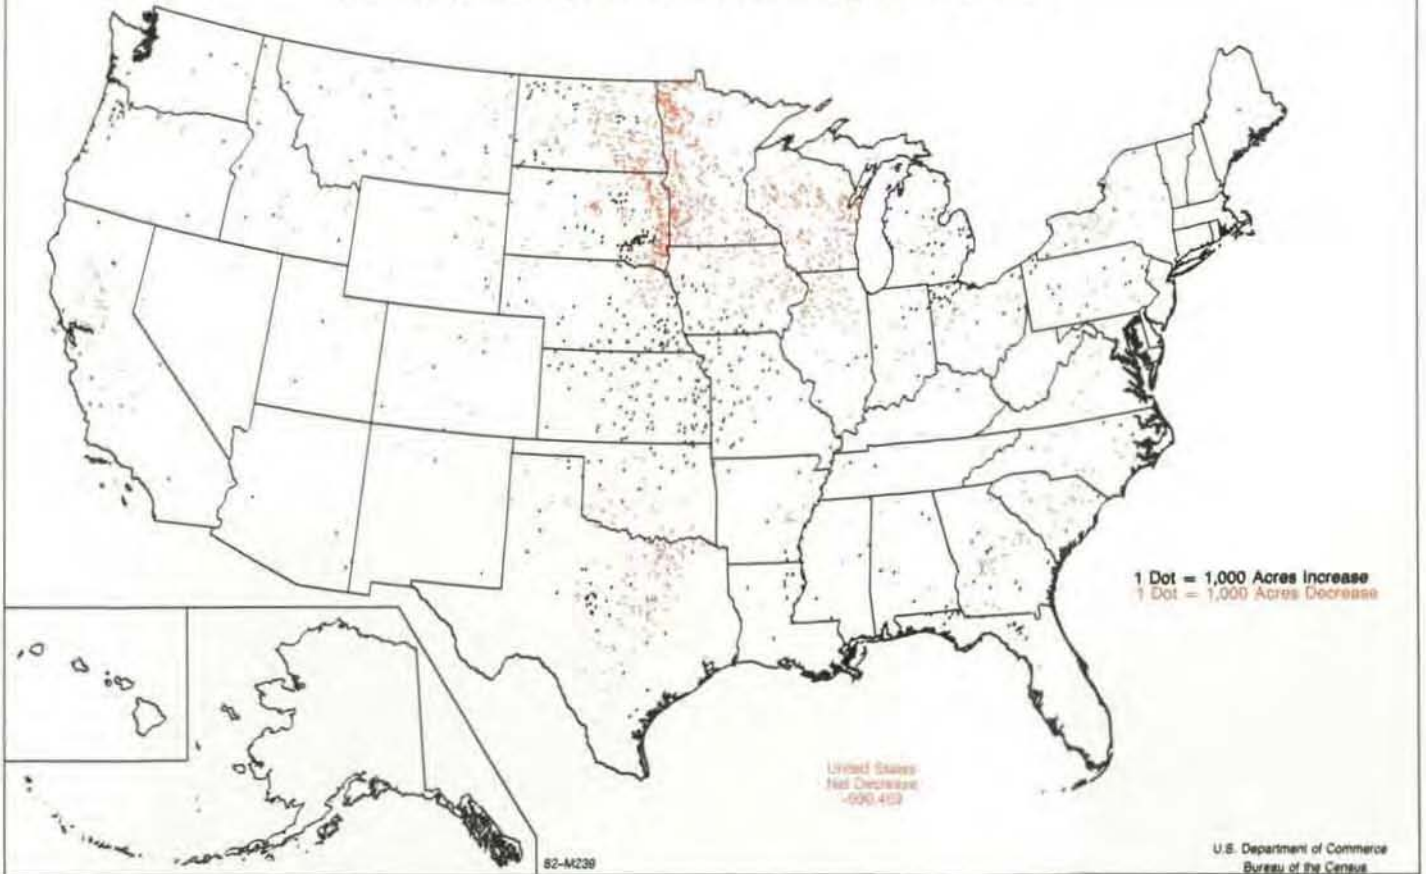 1 Dot = 1,000 Acres Increase
1 Dot = 1,000 Acres Decrease
United States
Net Decrease
82-M239
U.S. Department of Commerce
Bureau of the Census